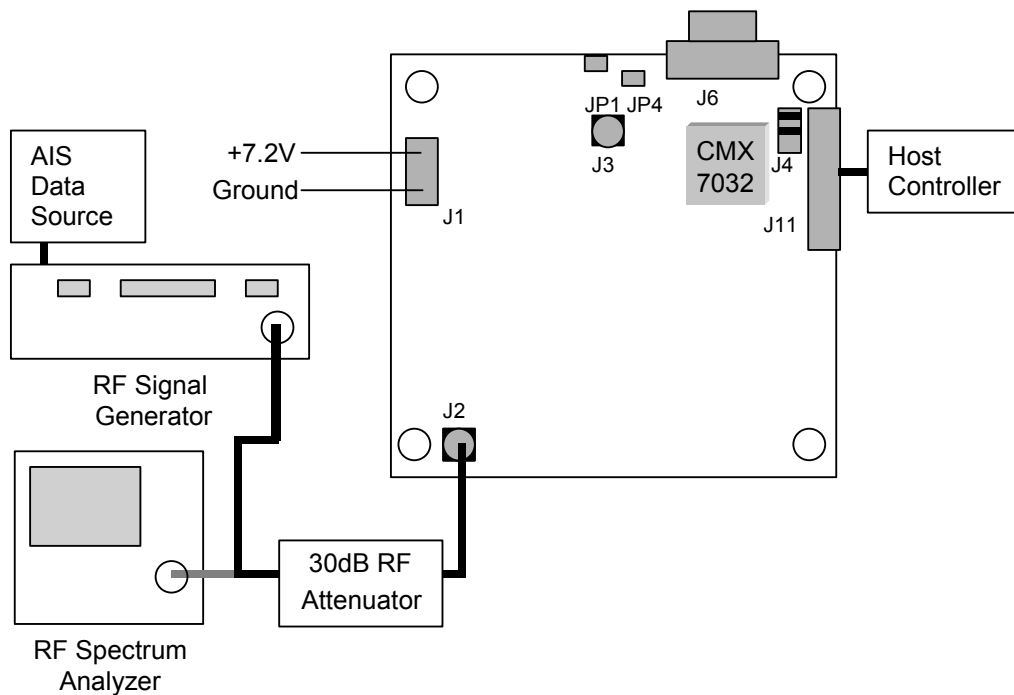 AIS
Data
Source
RF Signal
Generator
RF Spectrum
Analyzer
30dB RF
Attenuator
+7.2V
Ground
J1
J2
JP1 JP4
J3
J6
CMX
7032
J4
J11
Host
Controller